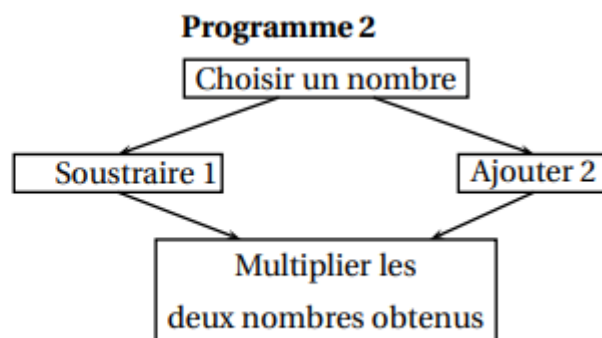 Programme 2
Choisir un nombre
Soustraire 1
Ajouter 2
Multiplier les
deux nombres obtenus